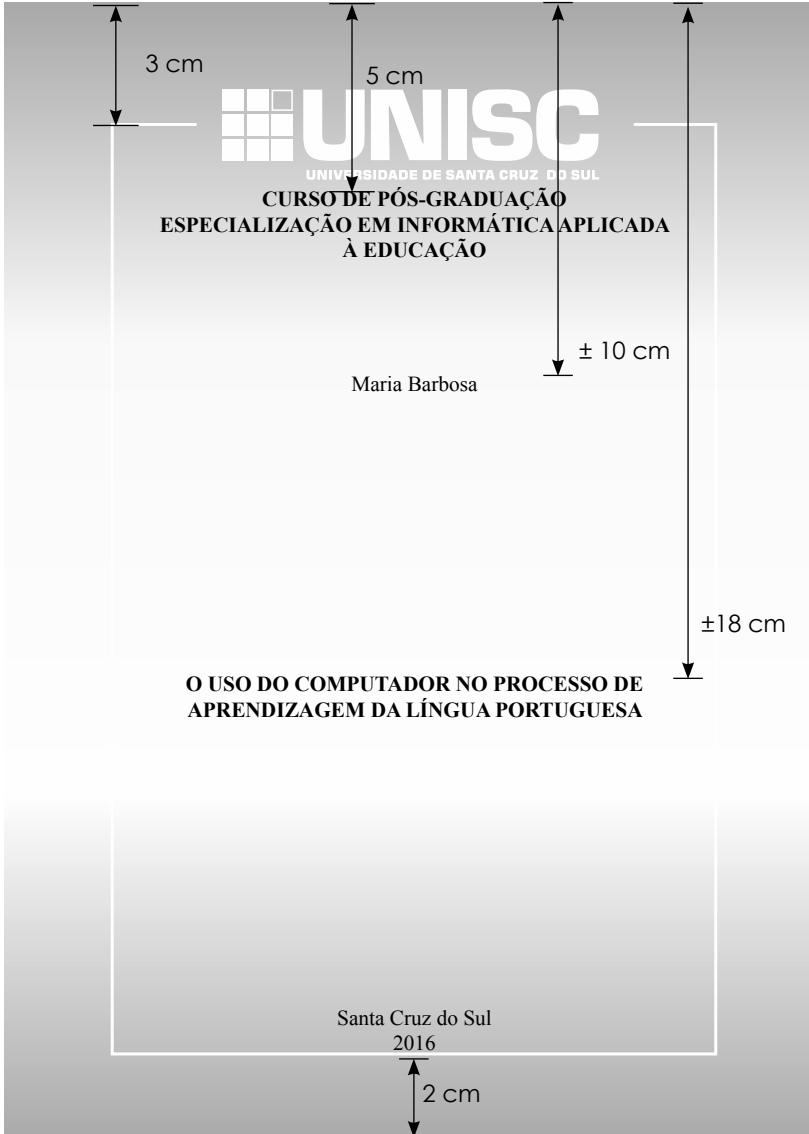 3 cm
5 cm
UNISC
UNIVERSIDADE DE SANTA CRUZ DO SUL
CURSO DE PÓS-GRADUAÇÃO
ESPECIALIZAÇÃO EM INFORMÁTICA APLICADA
À EDUCAÇÃO
± 10 cm
Maria Barbosa
±18 cm
O USO DO COMPUTADOR NO PROCESSO DE
APRENDIZAGEM DA LÍNGUA PORTUGUESA
Santa Cruz do Sul
2016
2 cm